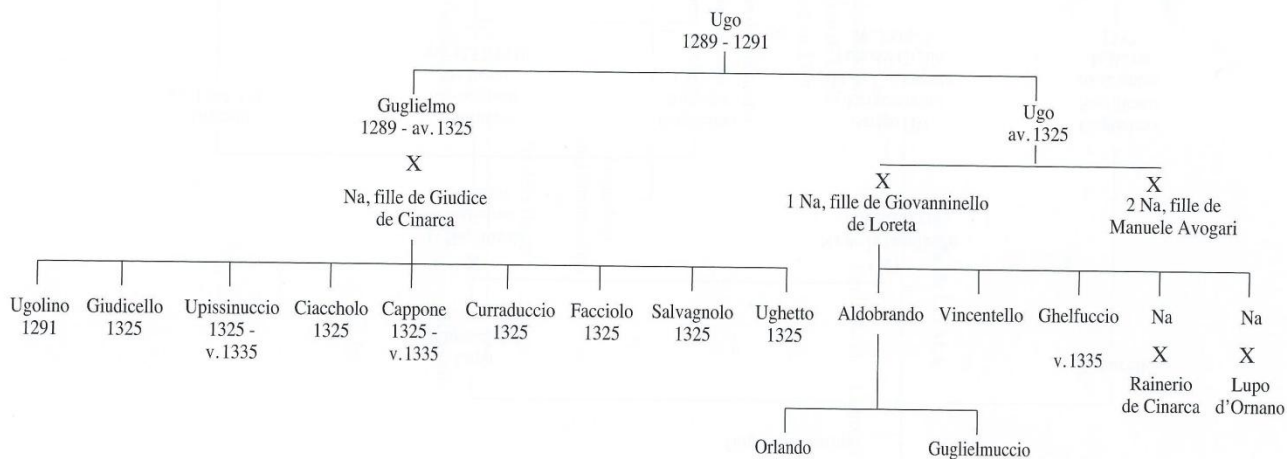 Ugo
1289 - 1291
Guglielmo
1289 - av.1325
X
Na, fille de Giudice
de Cinarca
Ugo
av.1325
X
1 Na, fille de Giovanninello
de Loreta
X
2 Na, fille de
Manuele Avogari
Ugolino
1291
Giudicello
1325
Upissinuccio
1325 -
v.1335
Ciaccholo
1325
Cappone
1325 -
v.1335
Curraduccio
1325
Facciolo
1325
Salvagnolo
1325
Ughetto
1325
Aldobrando
Vincentello
Ghelfuccio
v.1335
Na
X
Rainerio
de Cinarca
Na
X
Lupo
d'Ornano
Orlando
Guglielmuccio